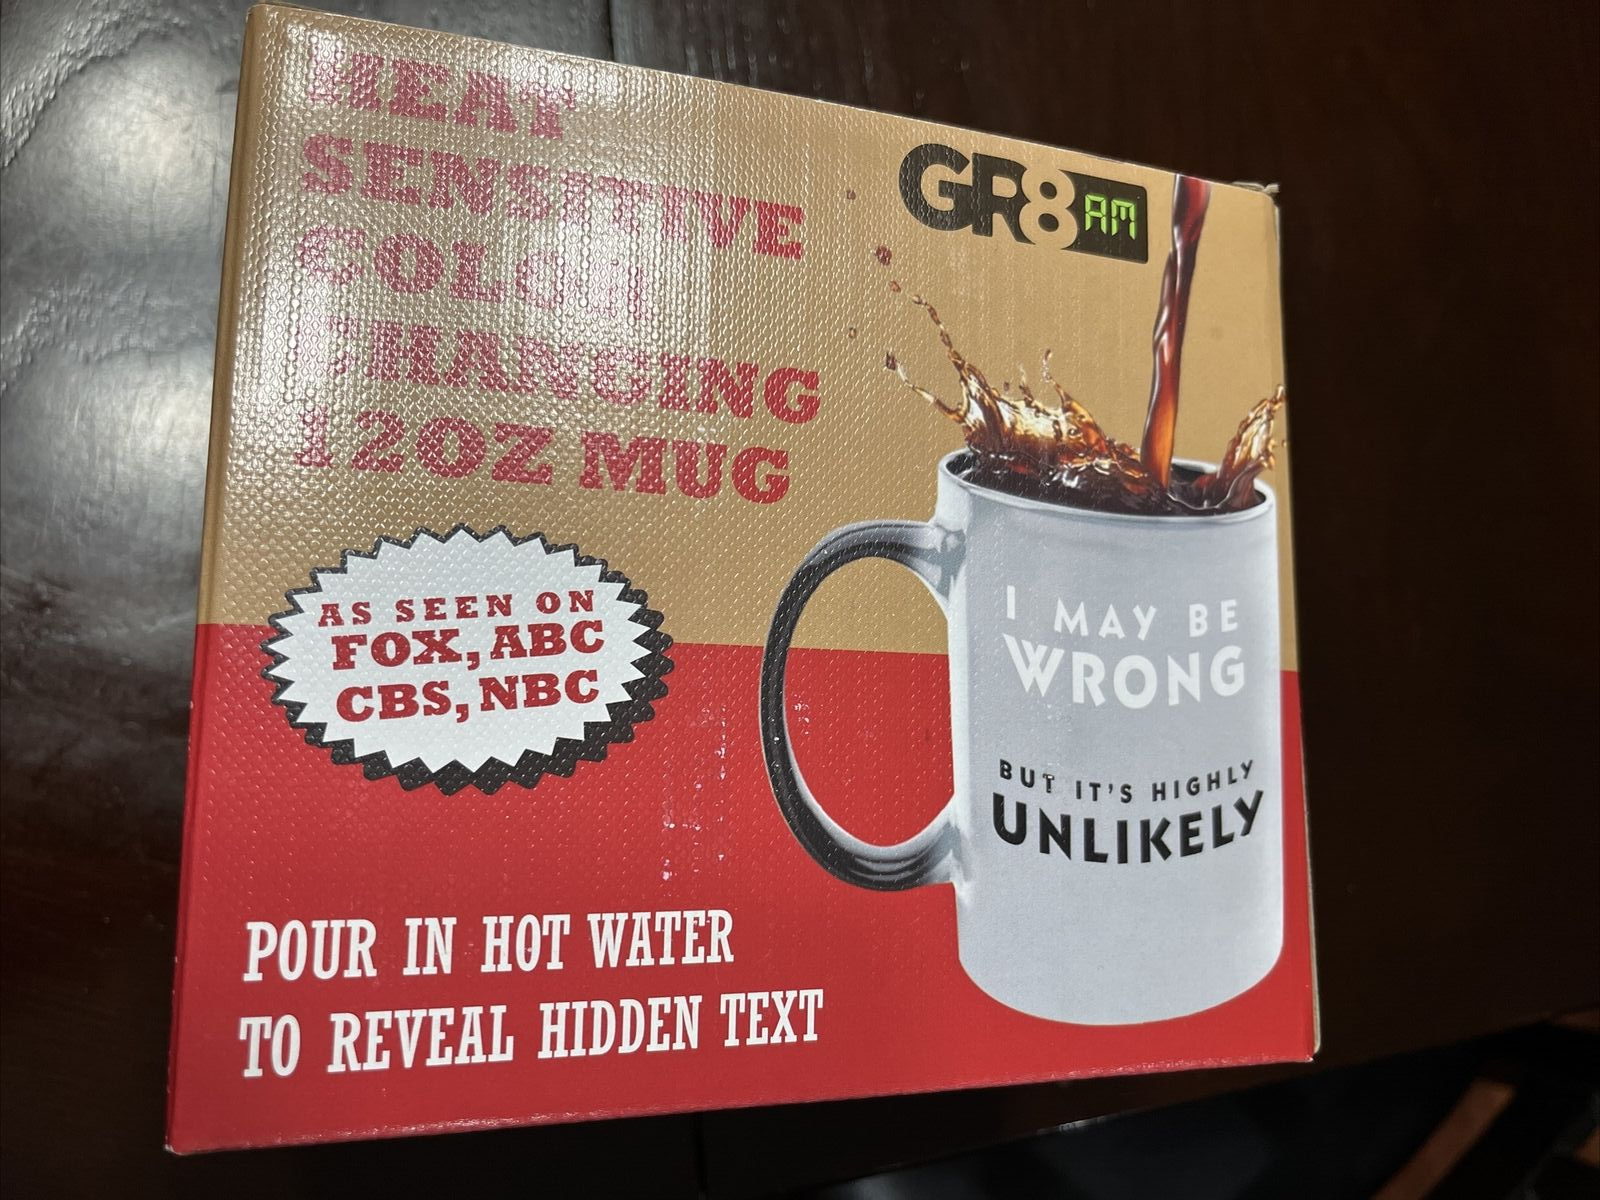 HEAT
SENSITIVE
COLOR
CHANGING
12OZ MUG
GR8 AM
AS SEEN ON
FOX, ABC
CBS, NBC
I MAY BE
WRONG
BUT IT'S HIGHLY
UNLIKELY
POUR IN HOT WATER
TO REVEAL HIDDEN TEXT